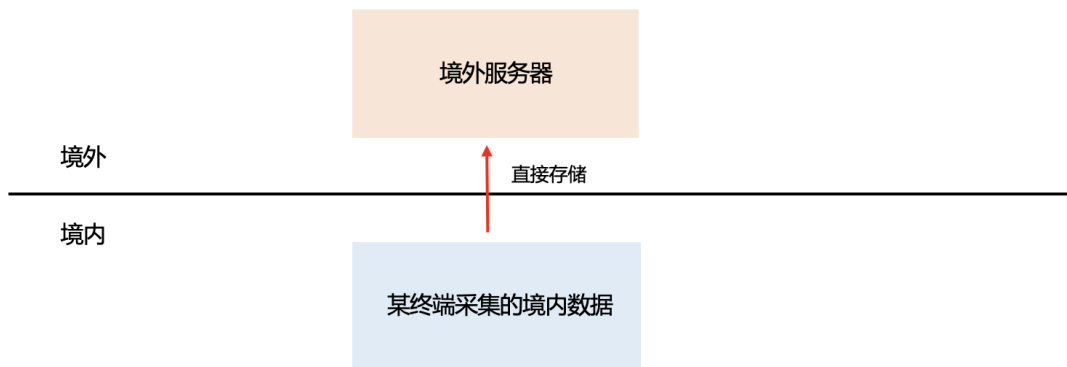 境外服务器
境外
直接存储
境内
某终端采集的境内数据